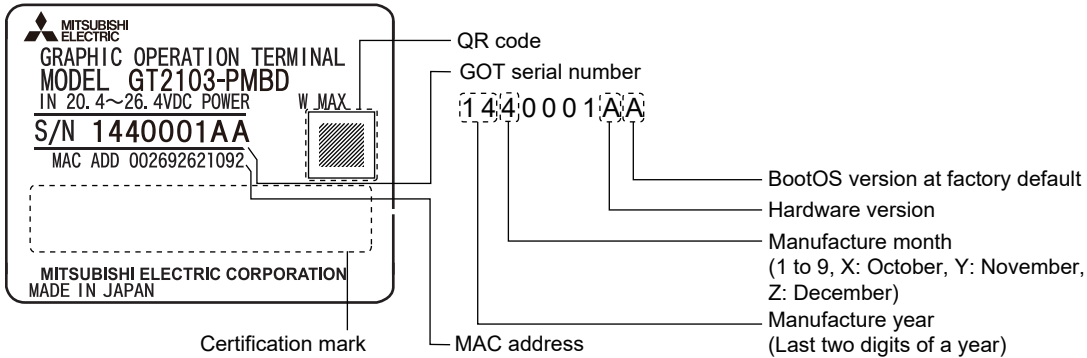 MITSUBISHI
ELECTRIC
GRAPHIC OPERATION TERMINAL
MODEL GT2103-PMBD
IN 20.4~26.4VDC POWER W MAX
S/N 1440001AA
MAC ADD 002692621092
MITSUBISHI ELECTRIC CORPORATION
MADE IN JAPAN
QR code
GOT serial number
1440001AA
BootOS version at factory default
Hardware version
Manufacture month
(1 to 9, X: October, Y: November,
Z: December)
Manufacture year
(Last two digits of a year)
Certification mark
MAC address